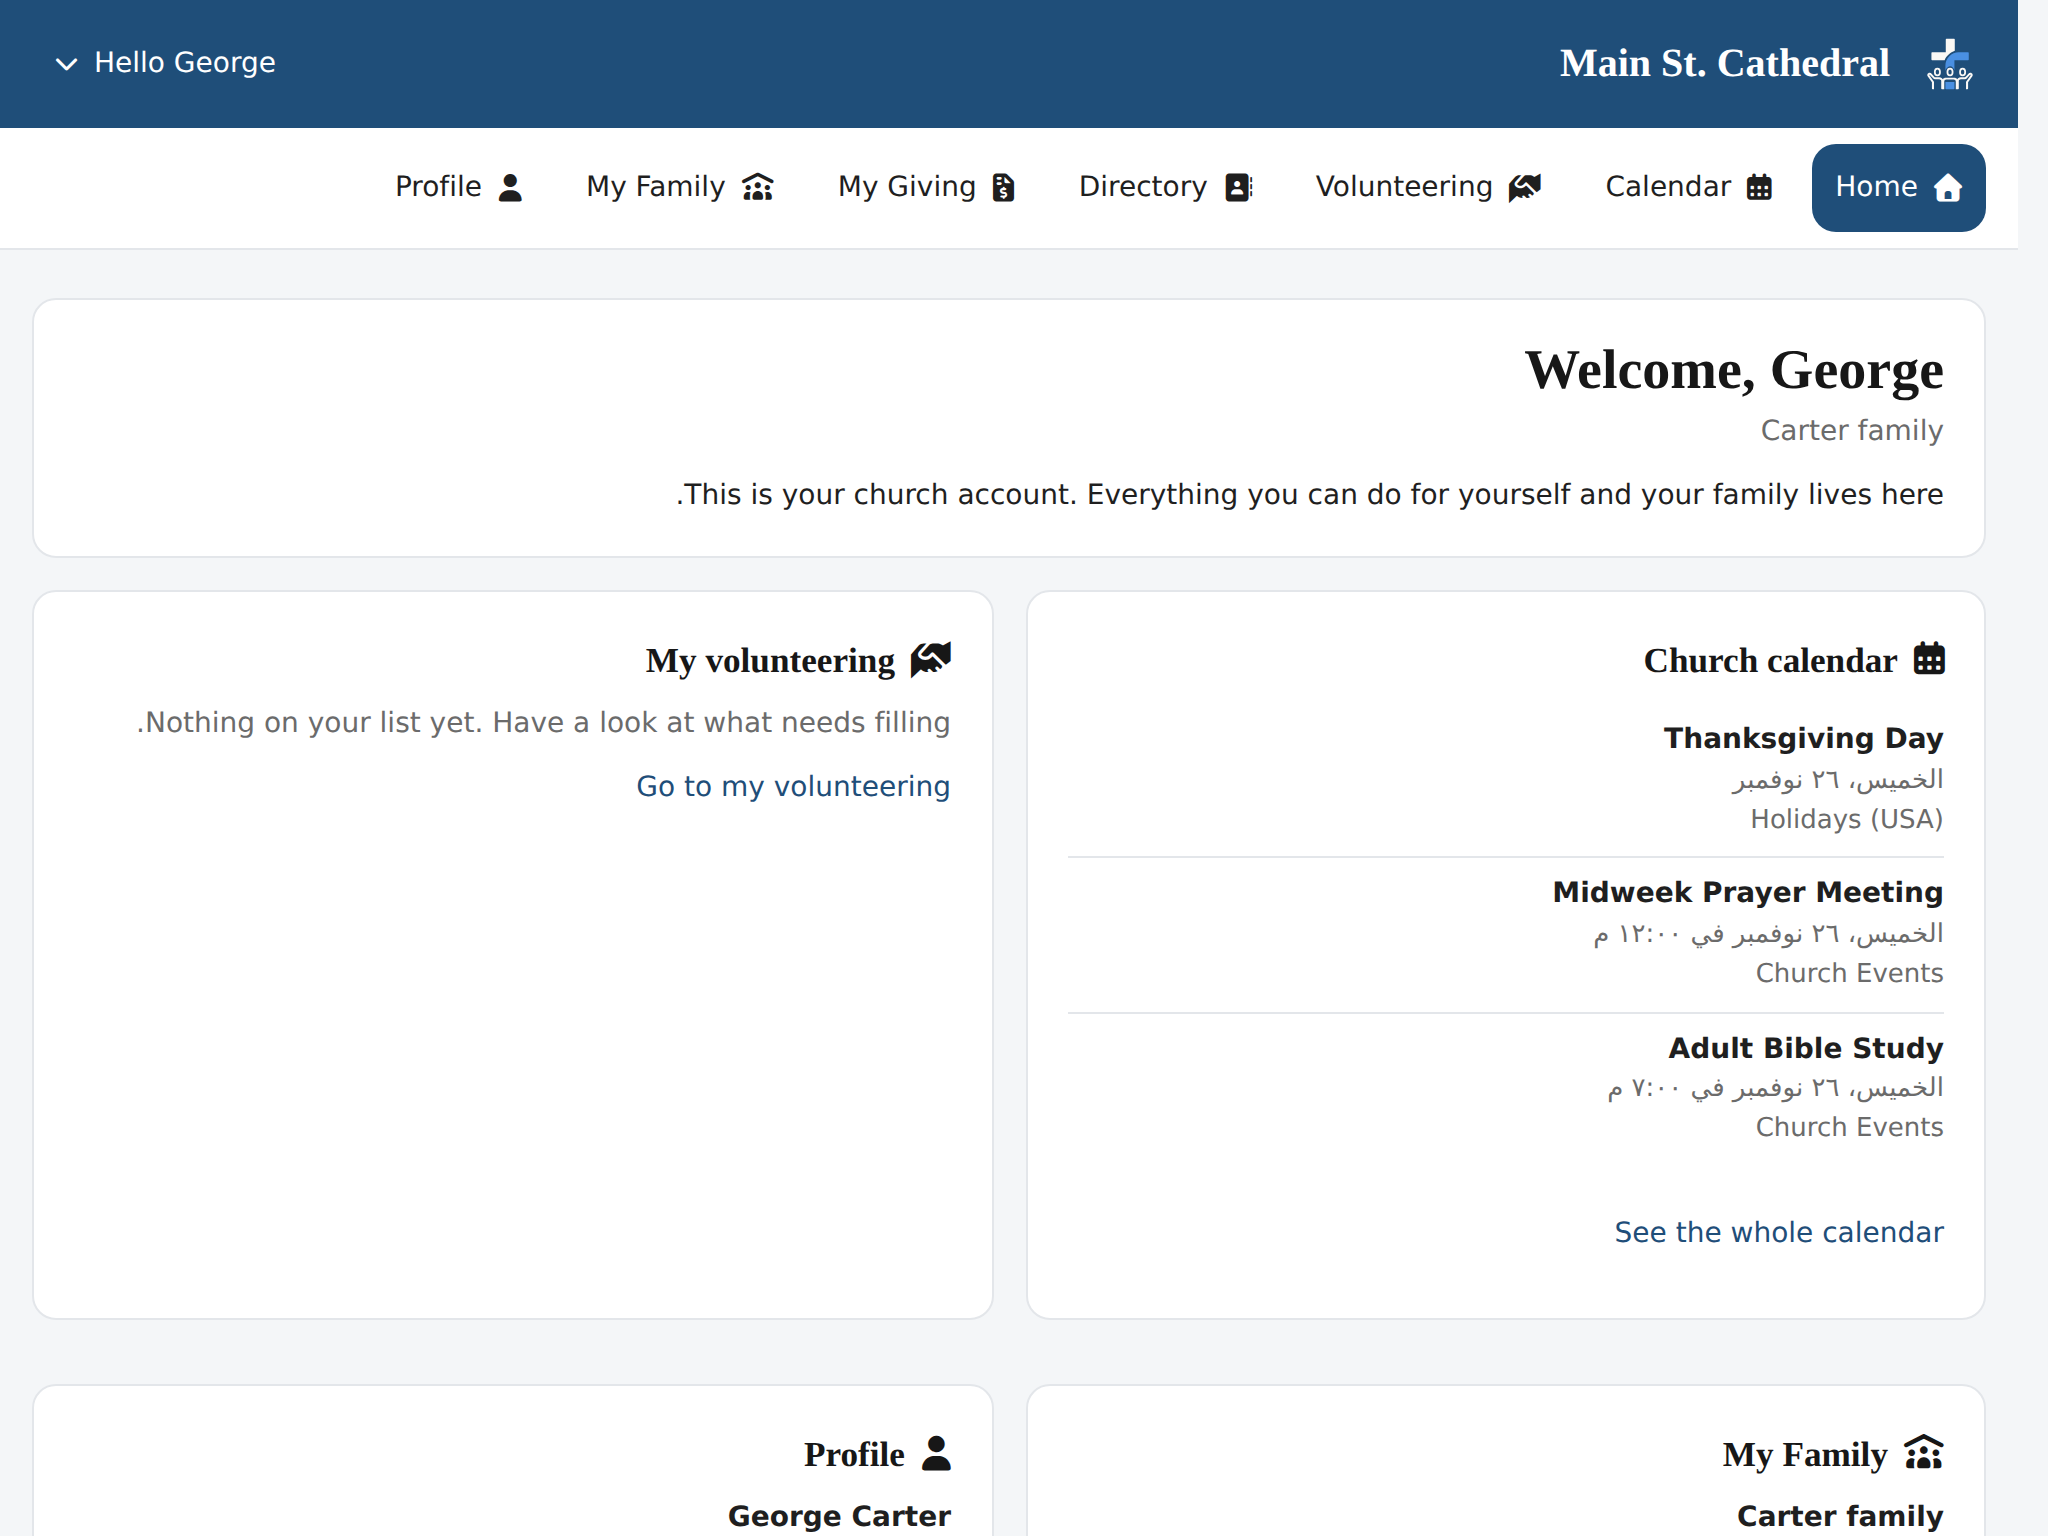 Main St. Cathedral
Hello George
Home
Calendar
Volunteering
Directory
My Giving
My Family
Profile
Welcome, George
Carter family
.This is your church account. Everything you can do for yourself and your family lives here
Church calendar
Thanksgiving Day
الخميس، ٢٦ نوفمبر
Holidays (USA)
Midweek Prayer Meeting
الخميس، ٢٦ نوفمبر في ١٢:٠٠ م
Church Events
Adult Bible Study
الخميس، ٢٦ نوفمبر في ٧:٠٠ م
Church Events
See the whole calendar
My volunteering
.Nothing on your list yet. Have a look at what needs filling
Go to my volunteering
My Family
Carter family
Profile
George Carter